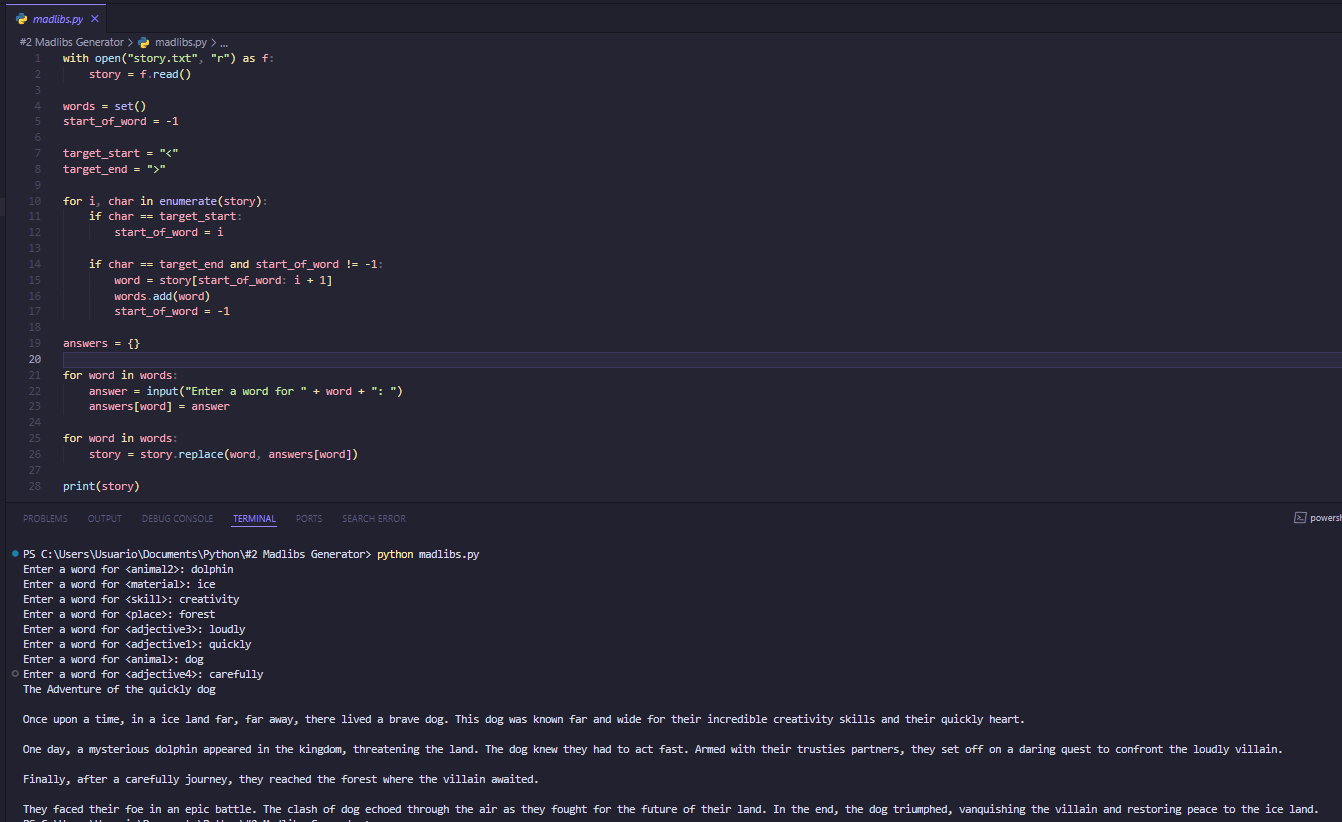 madlibs.py
#2 Madlibs Generator > madlibs.py > ...
1 with open("story.txt", "r") as f:
2 story = f.read()
3
4 words = set()
5 start_of_word = -1
6
7 target_start = "<"
8 target_end = ">"
9
10 for i, char in enumerate(story):
11 if char == target_start:
12 start_of_word = i
13
14 if char == target_end and start_of_word != -1:
15 word = story[start_of_word: i + 1]
16 words.add(word)
17 start_of_word = -1
18
19 answers = {}
20
21 for word in words:
22 answer = input("Enter a word for " + word + ": ")
23 answers[word] = answer
24
25 for word in words:
26 story = story.replace(word, answers[word])
27
28 print(story)
PROBLEMS OUTPUT DEBUG CONSOLE TERMINAL PORTS SEARCH ERROR powersh
PS C:\Users\Usuario\Documents\Python\#2 Madlibs Generator> python madlibs.py
Enter a word for <animal2>: dolphin
Enter a word for <material>: ice
Enter a word for <skill>: creativity
Enter a word for <place>: forest
Enter a word for <adjective3>: loudly
Enter a word for <adjective1>: quickly
Enter a word for <animal>: dog
Enter a word for <adjective4>: carefully
The Adventure of the quickly dog
Once upon a time, in a ice land far, far away, there lived a brave dog. This dog was known far and wide for their incredible creativity skills and their quickly heart.
One day, a mysterious dolphin appeared in the kingdom, threatening the land. The dog knew they had to act fast. Armed with their trusties partners, they set off on a daring quest to confront the loudly villain.
Finally, after a carefully journey, they reached the forest where the villain awaited.
They faced their foe in an epic battle. The clash of dog echoed through the air as they fought for the future of their land. In the end, the dog triumphed, vanquishing the villain and restoring peace to the ice land.